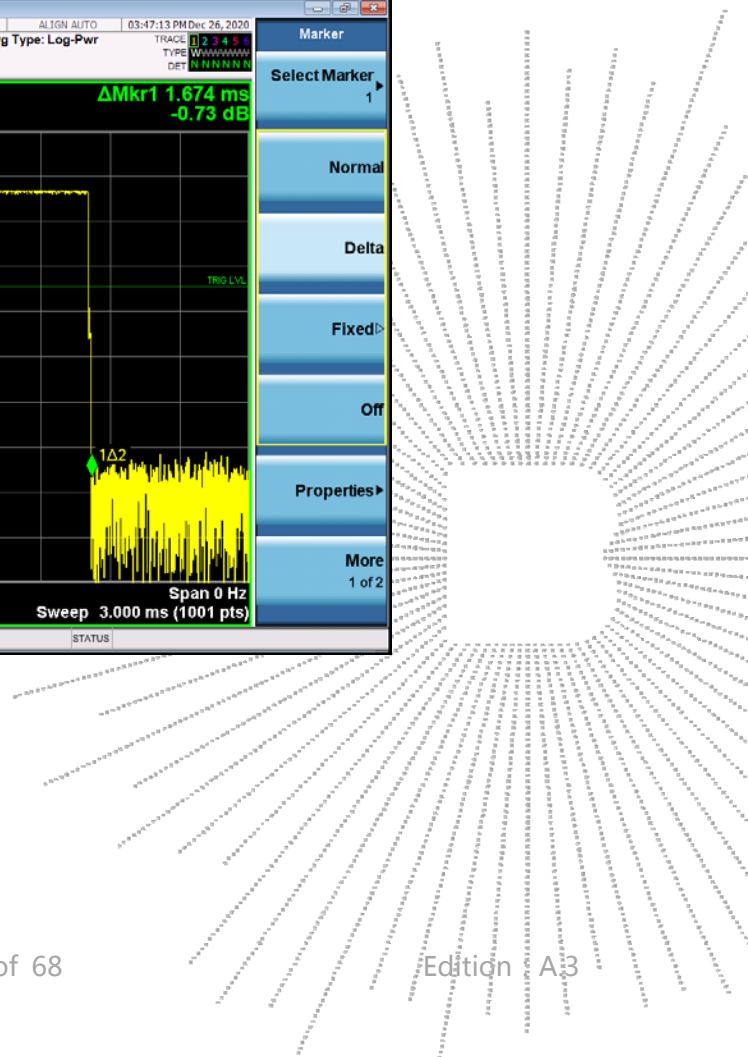 ALIGN AUTO 03:47:13 PM Dec 26, 2020
g Type: Log-Pwr
TRACE 1 2 3 4 5 6
TYPE W
DET N N N N N N
Marker
ΔMkr1 1.674 ms
-0.73 dB
Select Marker
1
Normal
TRIG LVL
Delta
Fixed
Off
1Δ2
Properties
More
1 of 2
Span 0 Hz
Sweep 3.000 ms (1001 pts)
STATUS
of 68
Edition : A.3